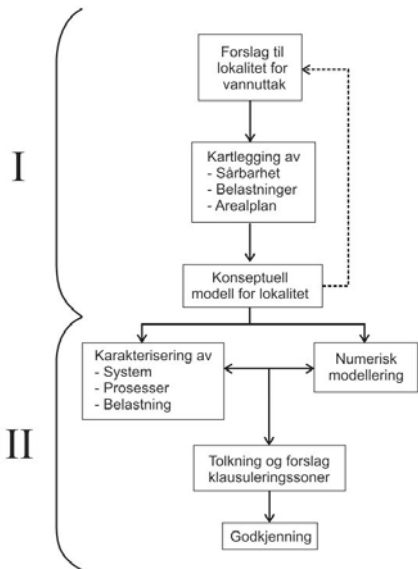 I
Forslag til
lokalitet for
vannuttak
Kartlegging av
- Sårbarhet
- Belastninger
- Arealplan
Konseptuell
modell for lokalitet
II
Karakterisering av
- System
- Prosesser
- Belastning
Numerisk
modellering
Tolkning og forslag
klausuleringssoner
Godkjenning